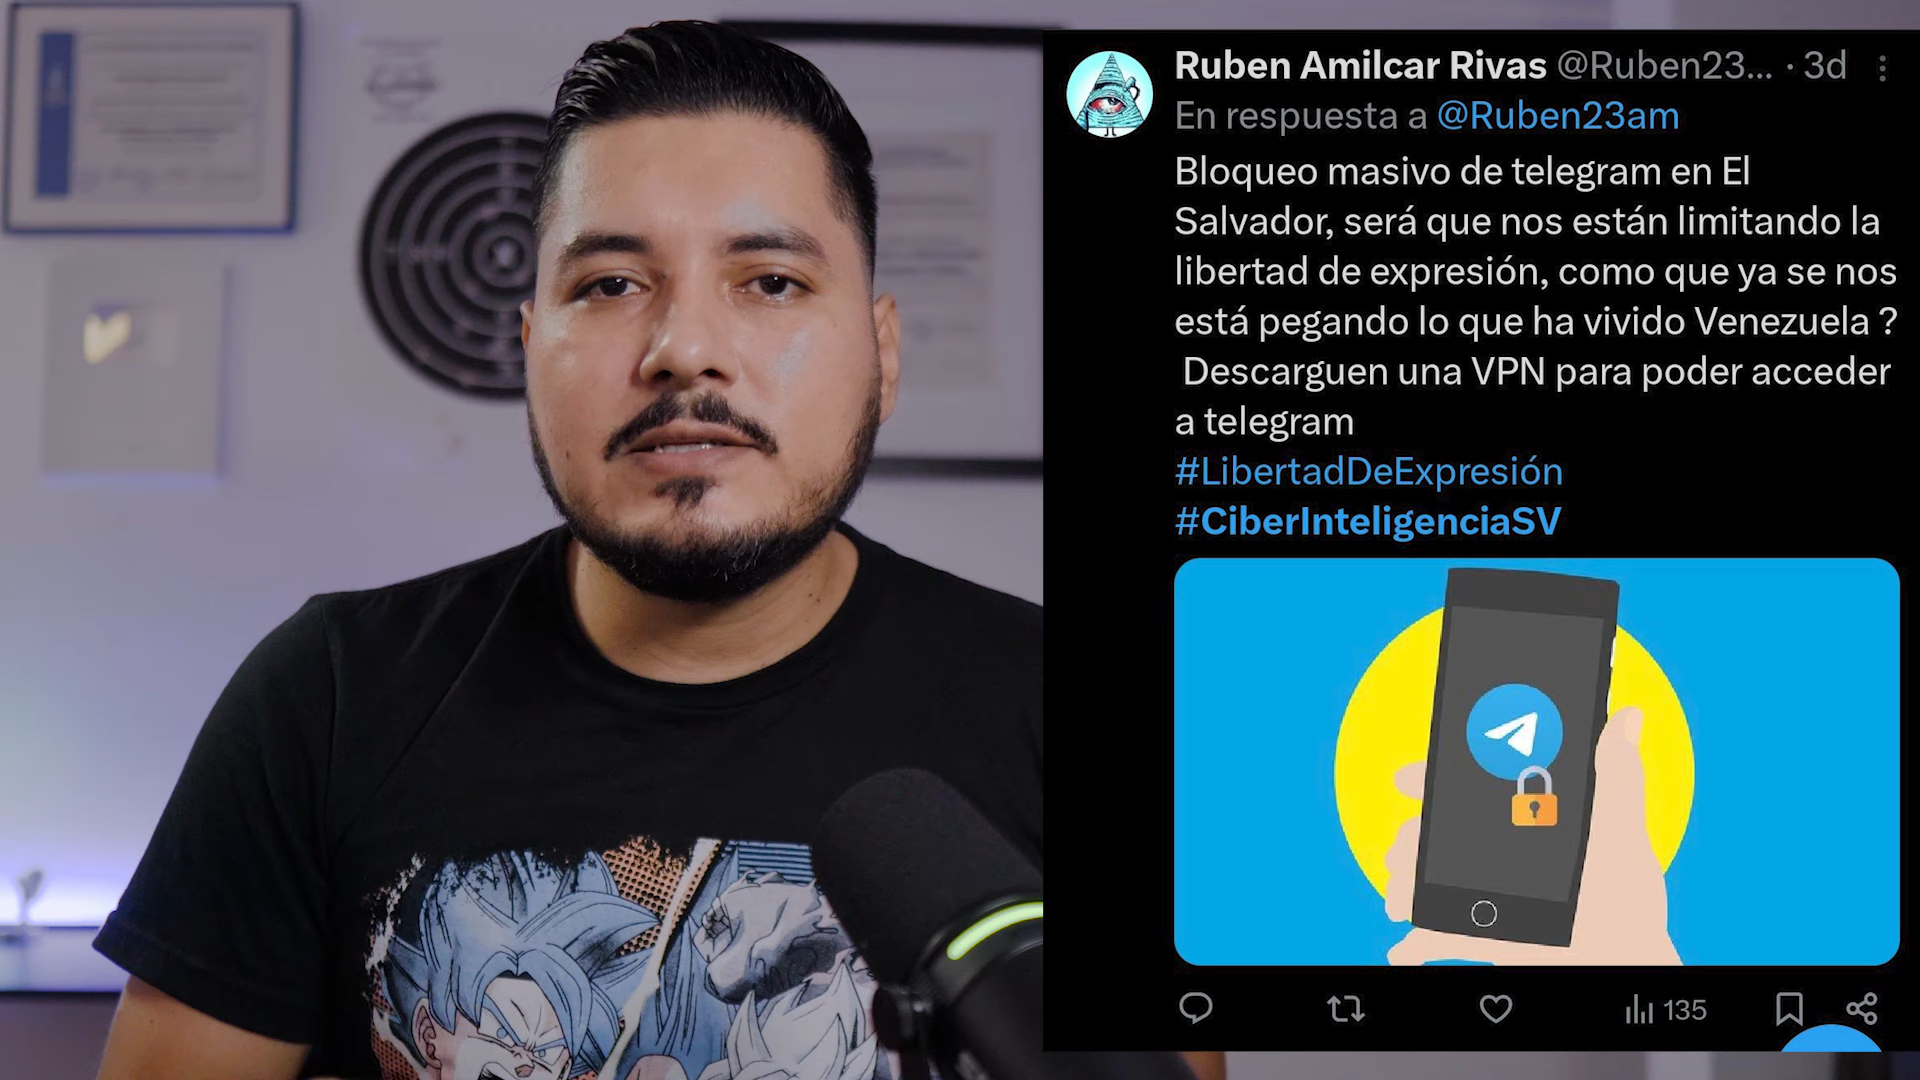 Ruben Amilcar Rivas @Ruben23... · 3d
En respuesta a @Ruben23am
Bloqueo masivo de telegram en El
Salvador, será que nos están limitando la
libertad de expresión, como que ya se nos
está pegando lo que ha vivido Venezuela ?
Descarguen una VPN para poder acceder
a telegram
#LibertadDeExpresión
#CiberInteligenciaSV
135